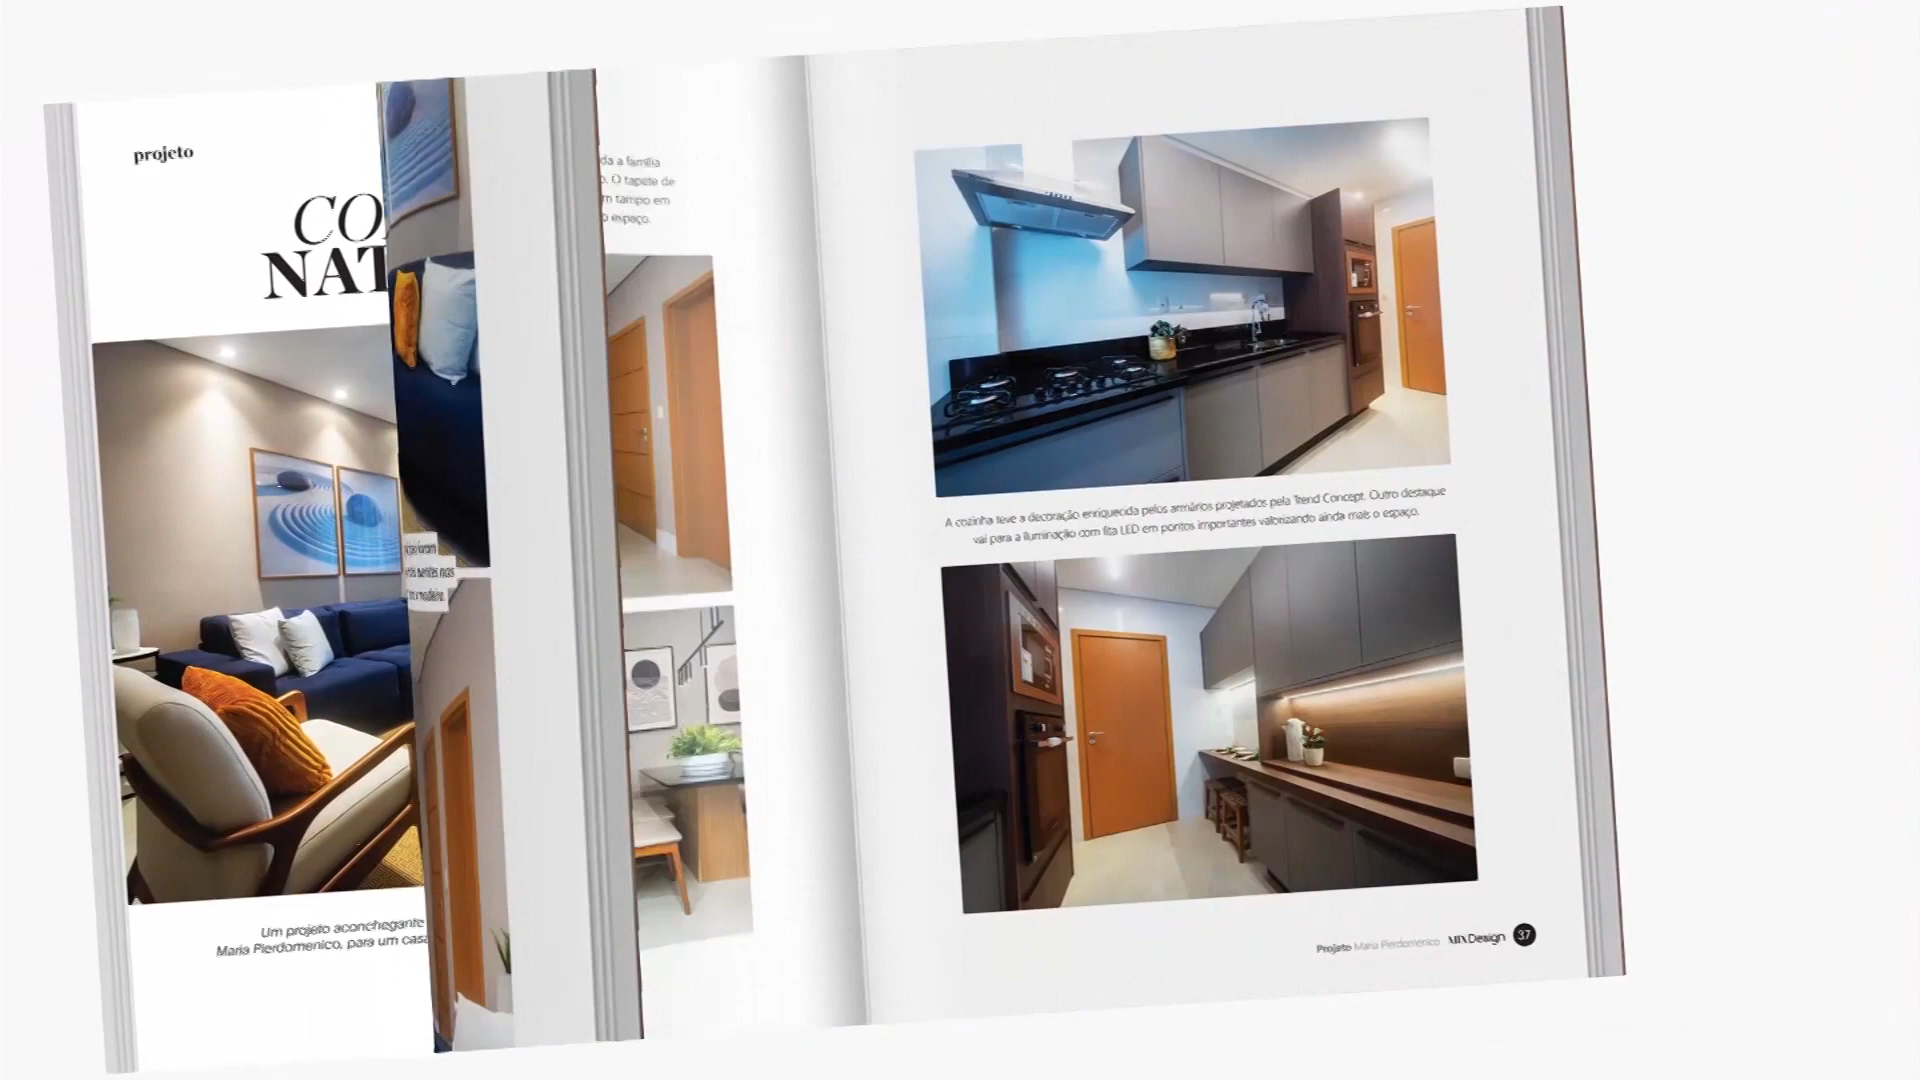 projeto
CO
NAT
Um projeto aconchegante
Maria Pierdomenico, para um casa
da a família
o. O tapete de
m tampo em
o espaço.
A cozinha teve a decoração enriquecida pelos armários projetados pela Trend Concept. Outro destaque
vai para a iluminação com fita LED em pontos importantes valorizando ainda mais o espaço.
Projeto Maria Pierdomenico MIXDesign 37